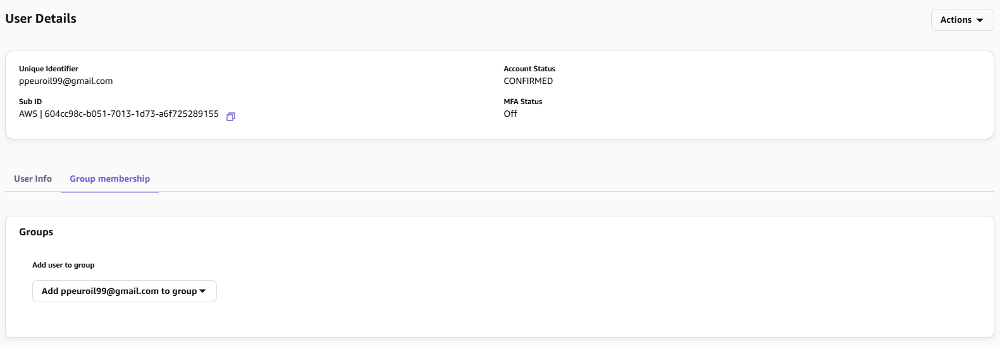 User Details
Actions
Unique Identifier
ppeuroil99@gmail.com
Account Status
CONFIRMED
Sub ID
AWS | 604cc98c-b051-7013-1d73-a6f725289155
MFA Status
Off
User Info
Group membership
Groups
Add user to group
Add ppeuroil99@gmail.com to group